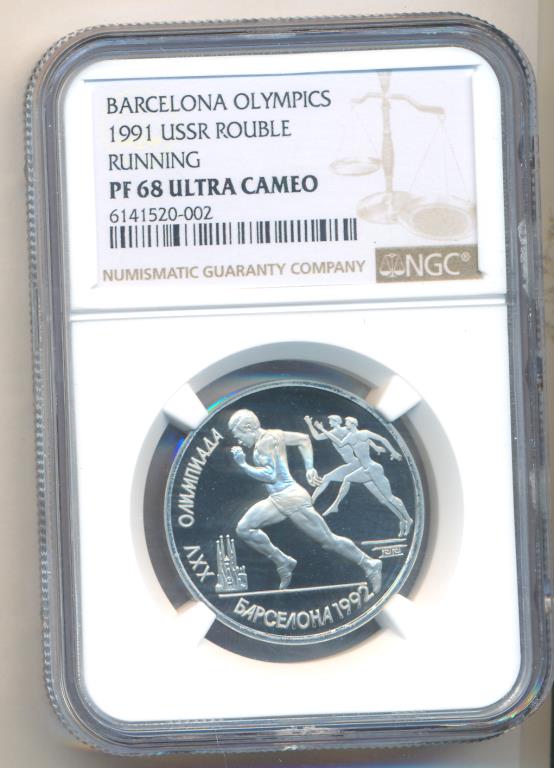 BARCELONA OLYMPICS
1991 USSR ROUBLE
RUNNING
PF 68 ULTRA CAMEO
6141520-002
NUMISMATIC GUARANTY COMPANY
NGC®
XXV ОЛИМПИАДА
БАРСЕЛОНА 1992